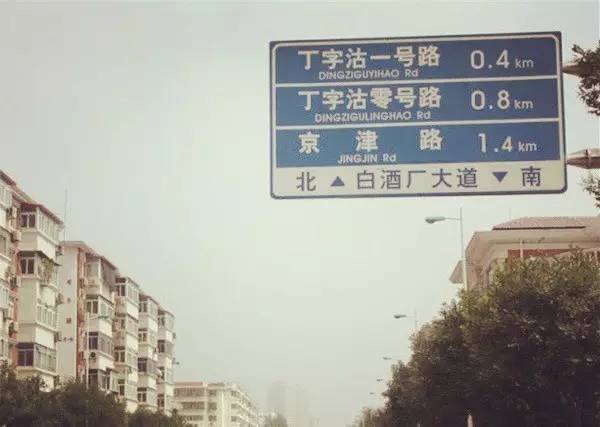 丁字沽一号路 0.4 km
DINGZIGUYIHAO Rd
丁字沽零号路 0.8 km
DINGZIGULINGHAO Rd
京津路 1.4 km
JINGJIN Rd
北 ▲ 白酒厂大道 ▼ 南